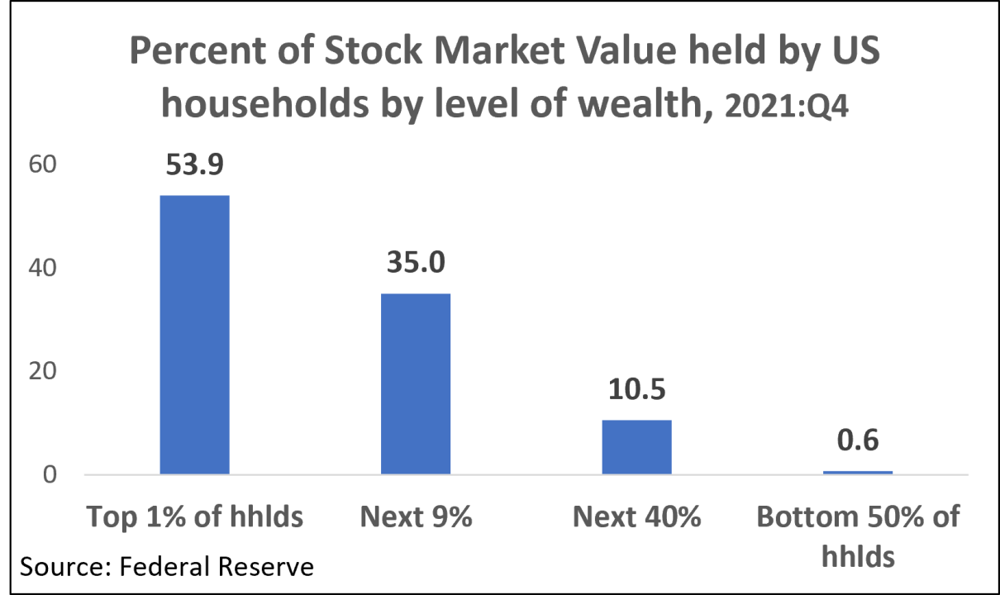 Percent of Stock Market Value held by US
households by level of wealth, 2021:Q4
60
40
20
0
53.9
35.0
10.5
0.6
Top 1% of hhlds
Next 9%
Next 40%
Bottom 50% of
hhlds
Source: Federal Reserve